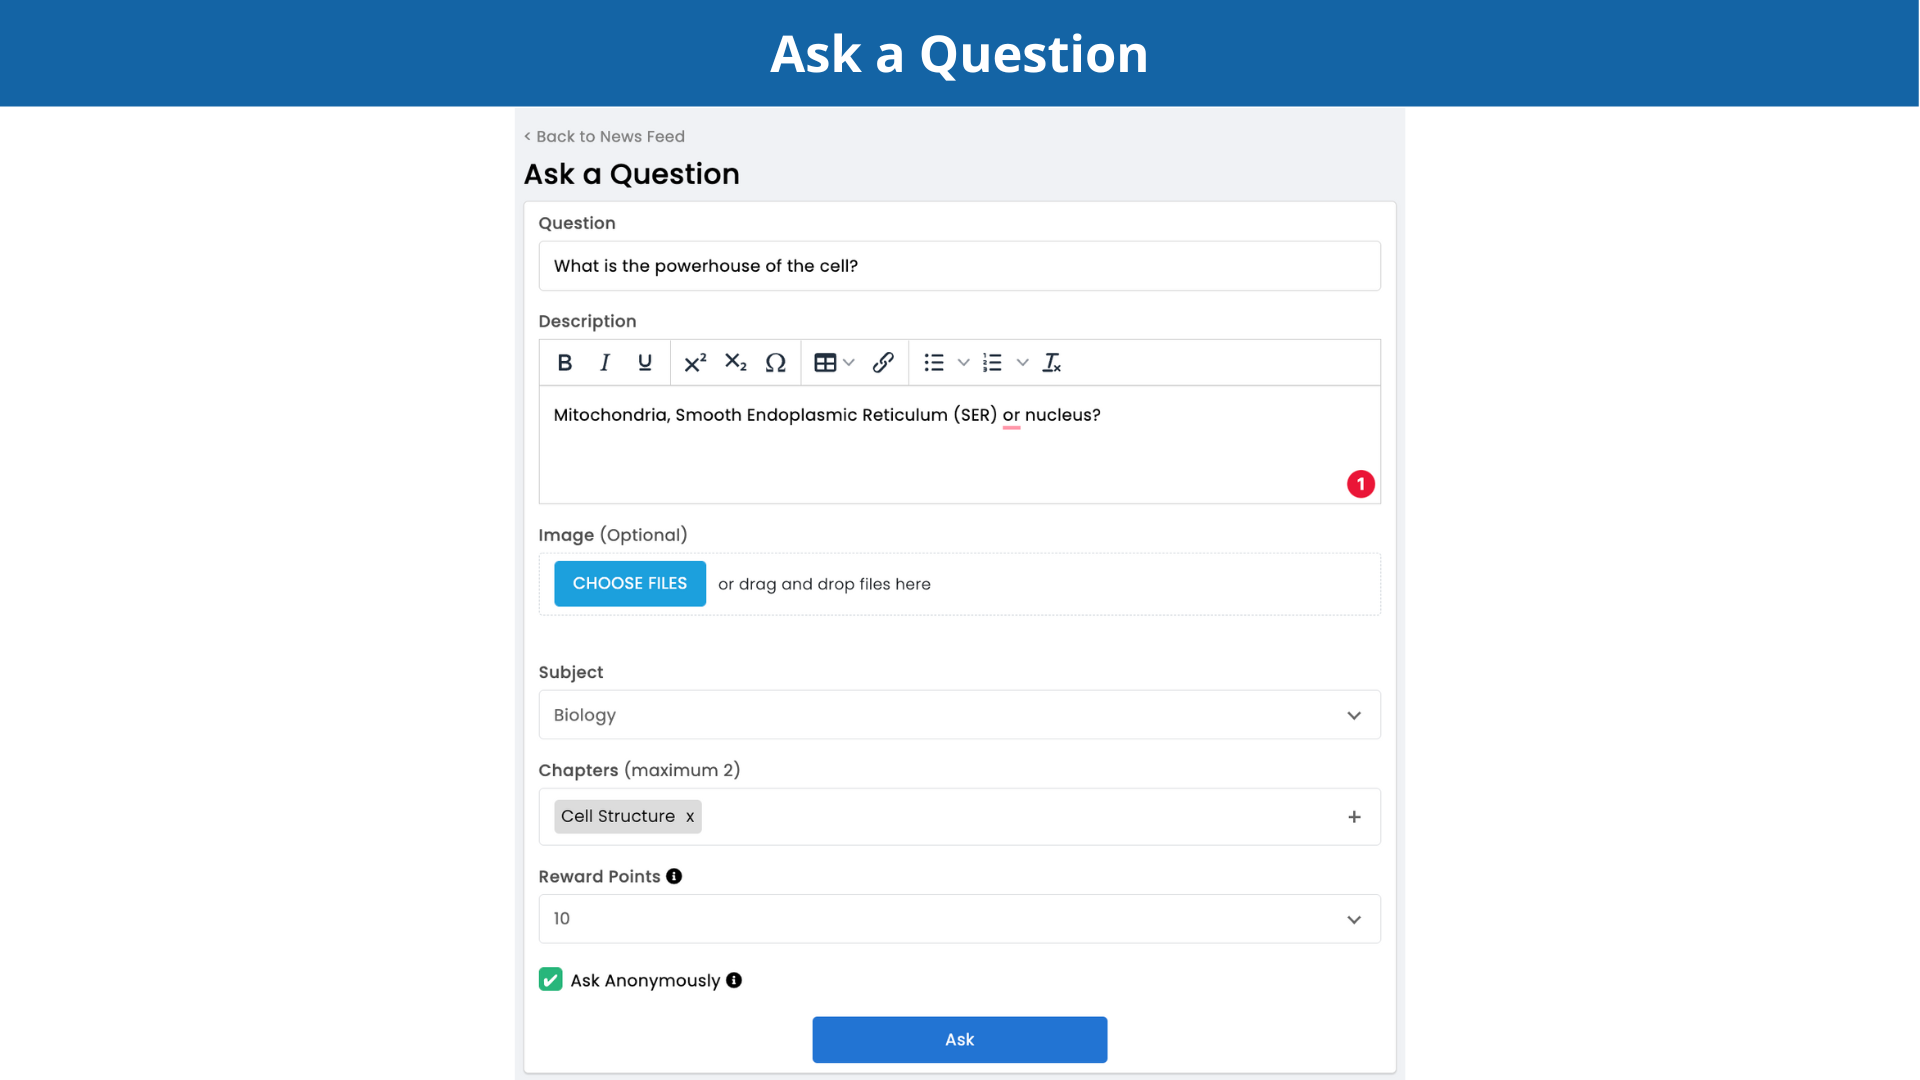 Ask a Question
< Back to News Feed
Ask a Question
Question
What is the powerhouse of the cell?
Description
B I U X² X₂ Ω
Mitochondria, Smooth Endoplasmic Reticulum (SER) or nucleus?
1
Image (Optional)
CHOOSE FILES or drag and drop files here
Subject
Biology
Chapters (maximum 2)
Cell Structure x +
Reward Points
10
Ask Anonymously
Ask